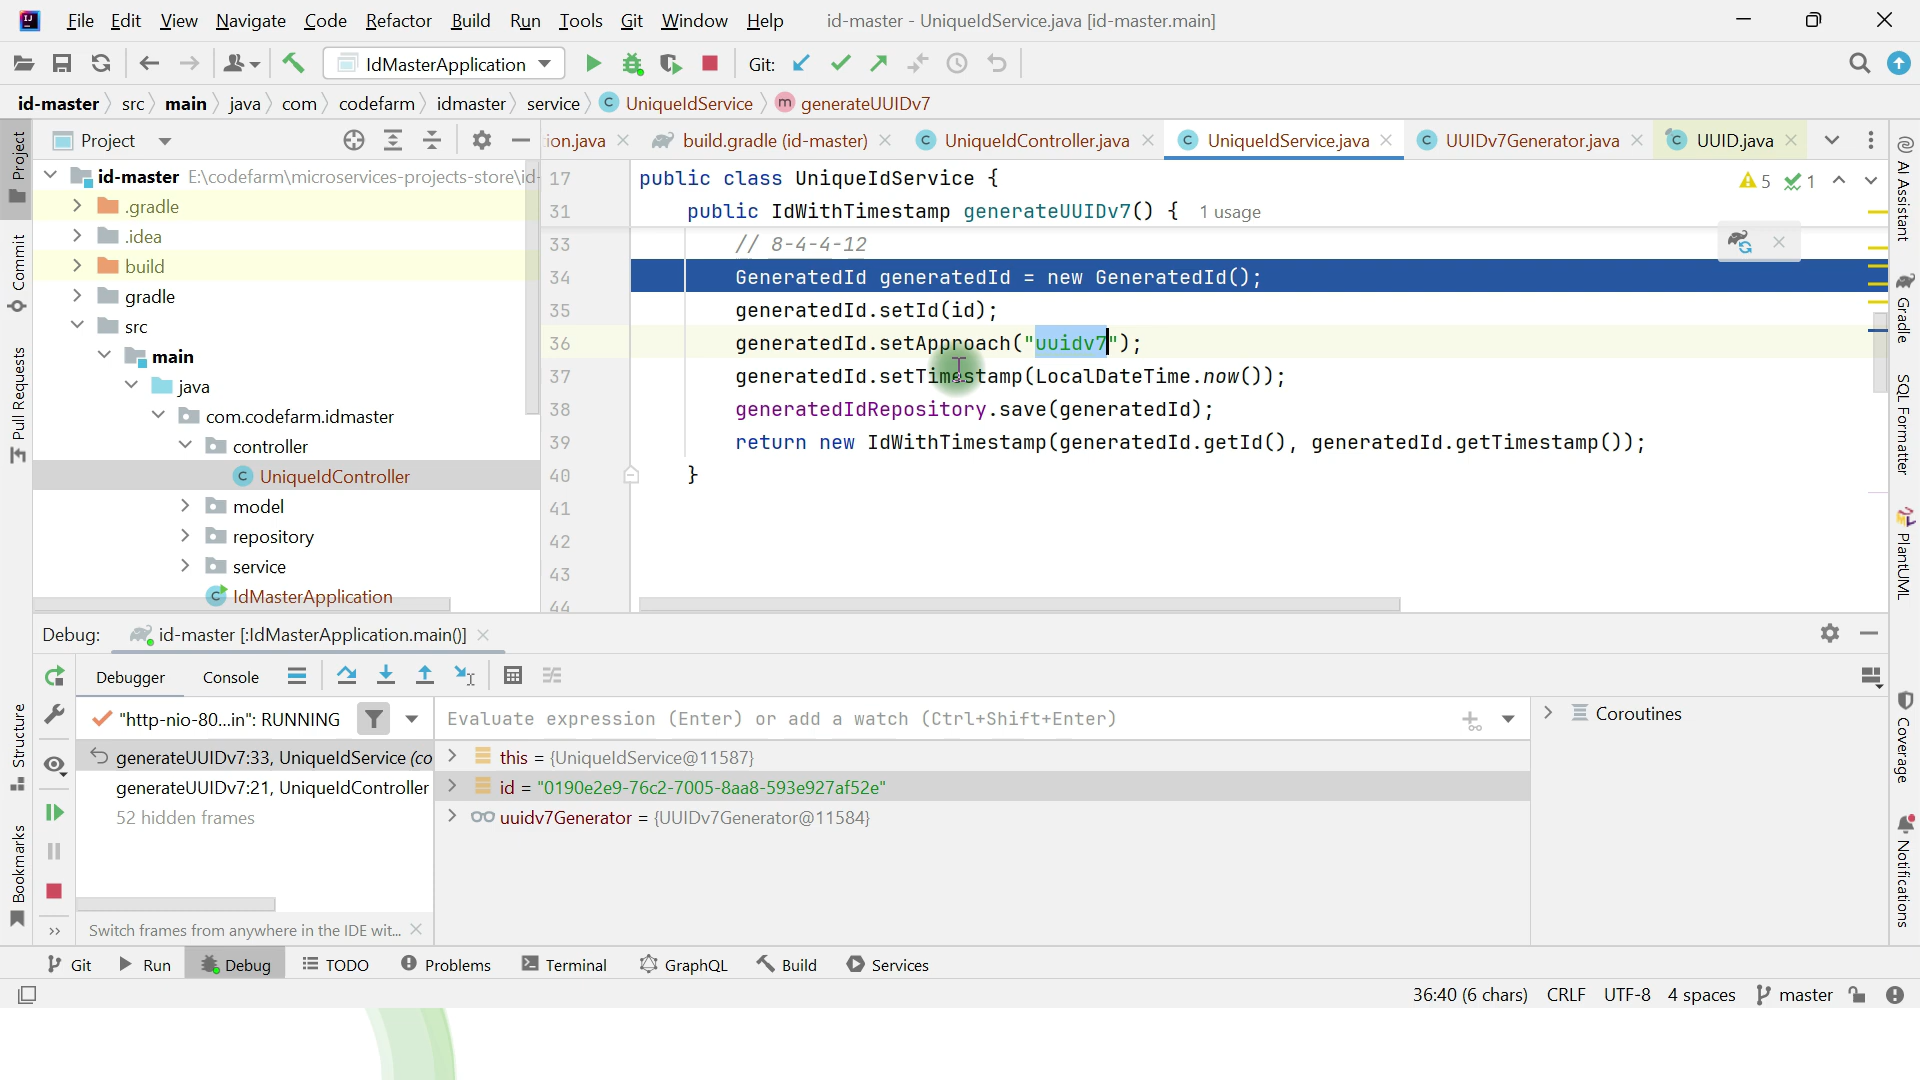 File Edit View Navigate Code Refactor Build Run Tools Git Window Help id-master - UniqueIdService.java [id-master.main]
IdMasterApplication Git:
id-master src main java com codefarm idmaster service UniqueIdService generateUUIDv7
Project ion.java build.gradle (id-master) UniqueIdController.java UniqueIdService.java UUIDv7Generator.java UUID.java
id-master E:\codefarm\microservices-projects-store\id-
.gradle
.idea
build
gradle
src
main
java
com.codefarm.idmaster
controller
UniqueIdController
model
repository
service
IdMasterApplication
17 public class UniqueIdService { 5 1
31 public IdWithTimestamp generateUUIDv7() { 1 usage
33 // 8-4-4-12
34 GeneratedId generatedId = new GeneratedId();
35 generatedId.setId(id);
36 generatedId.setApproach("uuidv7");
37 generatedId.setTimestamp(LocalDateTime.now());
38 generatedIdRepository.save(generatedId);
39 return new IdWithTimestamp(generatedId.getId(), generatedId.getTimestamp());
40 }
41
42
43
44
Project
Commit
Pull Requests
Structure
Bookmarks
AI Assistant
Gradle
SQL Formatter
PlantUML
Coverage
Notifications
Debug: id-master [:IdMasterApplication.main()]
Debugger Console
"http-nio-80...in": RUNNING Evaluate expression (Enter) or add a watch (Ctrl+Shift+Enter) Coroutines
generateUUIDv7:33, UniqueIdService (co
generateUUIDv7:21, UniqueIdController
52 hidden frames
this = {UniqueIdService@11587}
id = "0190e2e9-76c2-7005-8aa8-593e927af52e"
uuidv7Generator = {UUIDv7Generator@11584}
Switch frames from anywhere in the IDE wit...
Git Run Debug TODO Problems Terminal GraphQL Build Services
36:40 (6 chars) CRLF UTF-8 4 spaces master